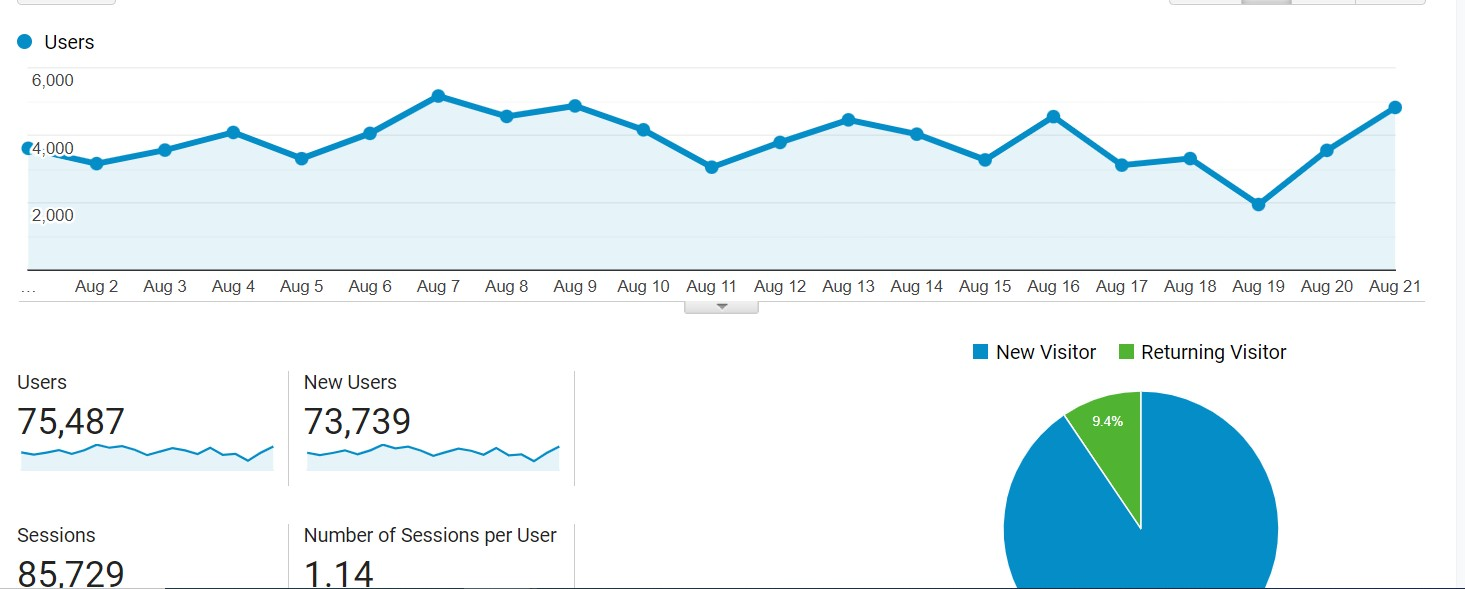 Users
6,000
4,000
2,000
... Aug 2 Aug 3 Aug 4 Aug 5 Aug 6 Aug 7 Aug 8 Aug 9 Aug 10 Aug 11 Aug 12 Aug 13 Aug 14 Aug 15 Aug 16 Aug 17 Aug 18 Aug 19 Aug 20 Aug 21
New Visitor Returning Visitor
Users New Users
75,487 73,739
9.4%
Sessions Number of Sessions per User
85,729 1.14